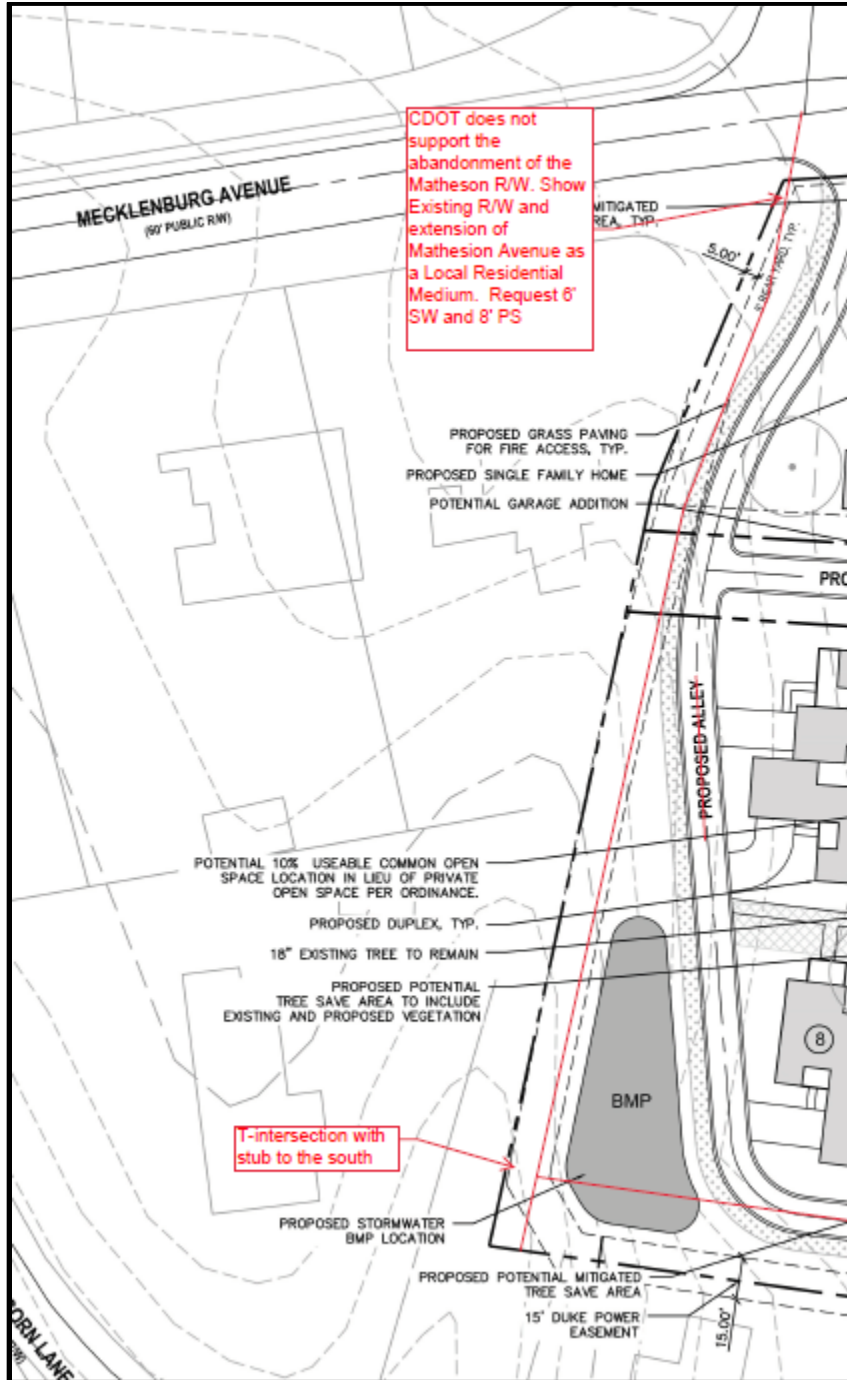 CDOT does not
support the
abandonment of the
Matheson R/W. Show
Existing R/W and
extension of
Mathesion Avenue as
a Local Residential
Medium. Request 6'
SW and 8' PS
MECKLENBURG AVENUE
(60' PUBLIC R/W)
MITIGATED
REA, TYP.
5.00'
REAR YARD, TYP.
PROPOSED GRASS PAVING
FOR FIRE ACCESS, TYP.
PROPOSED SINGLE FAMILY HOME
POTENTIAL GARAGE ADDITION
PRO
PROPOSED ALLEY
POTENTIAL 10% USEABLE COMMON OPEN
SPACE LOCATION IN LIEU OF PRIVATE
OPEN SPACE PER ORDINANCE.
PROPOSED DUPLEX, TYP.
18" EXISTING TREE TO REMAIN
PROPOSED POTENTIAL
TREE SAVE AREA TO INCLUDE
EXISTING AND PROPOSED VEGETATION
8
BMP
T-intersection with
stub to the south
PROPOSED STORMWATER
BMP LOCATION
PROPOSED POTENTIAL MITIGATED
TREE SAVE AREA
15' DUKE POWER
EASEMENT
15.00'
ORN LANE